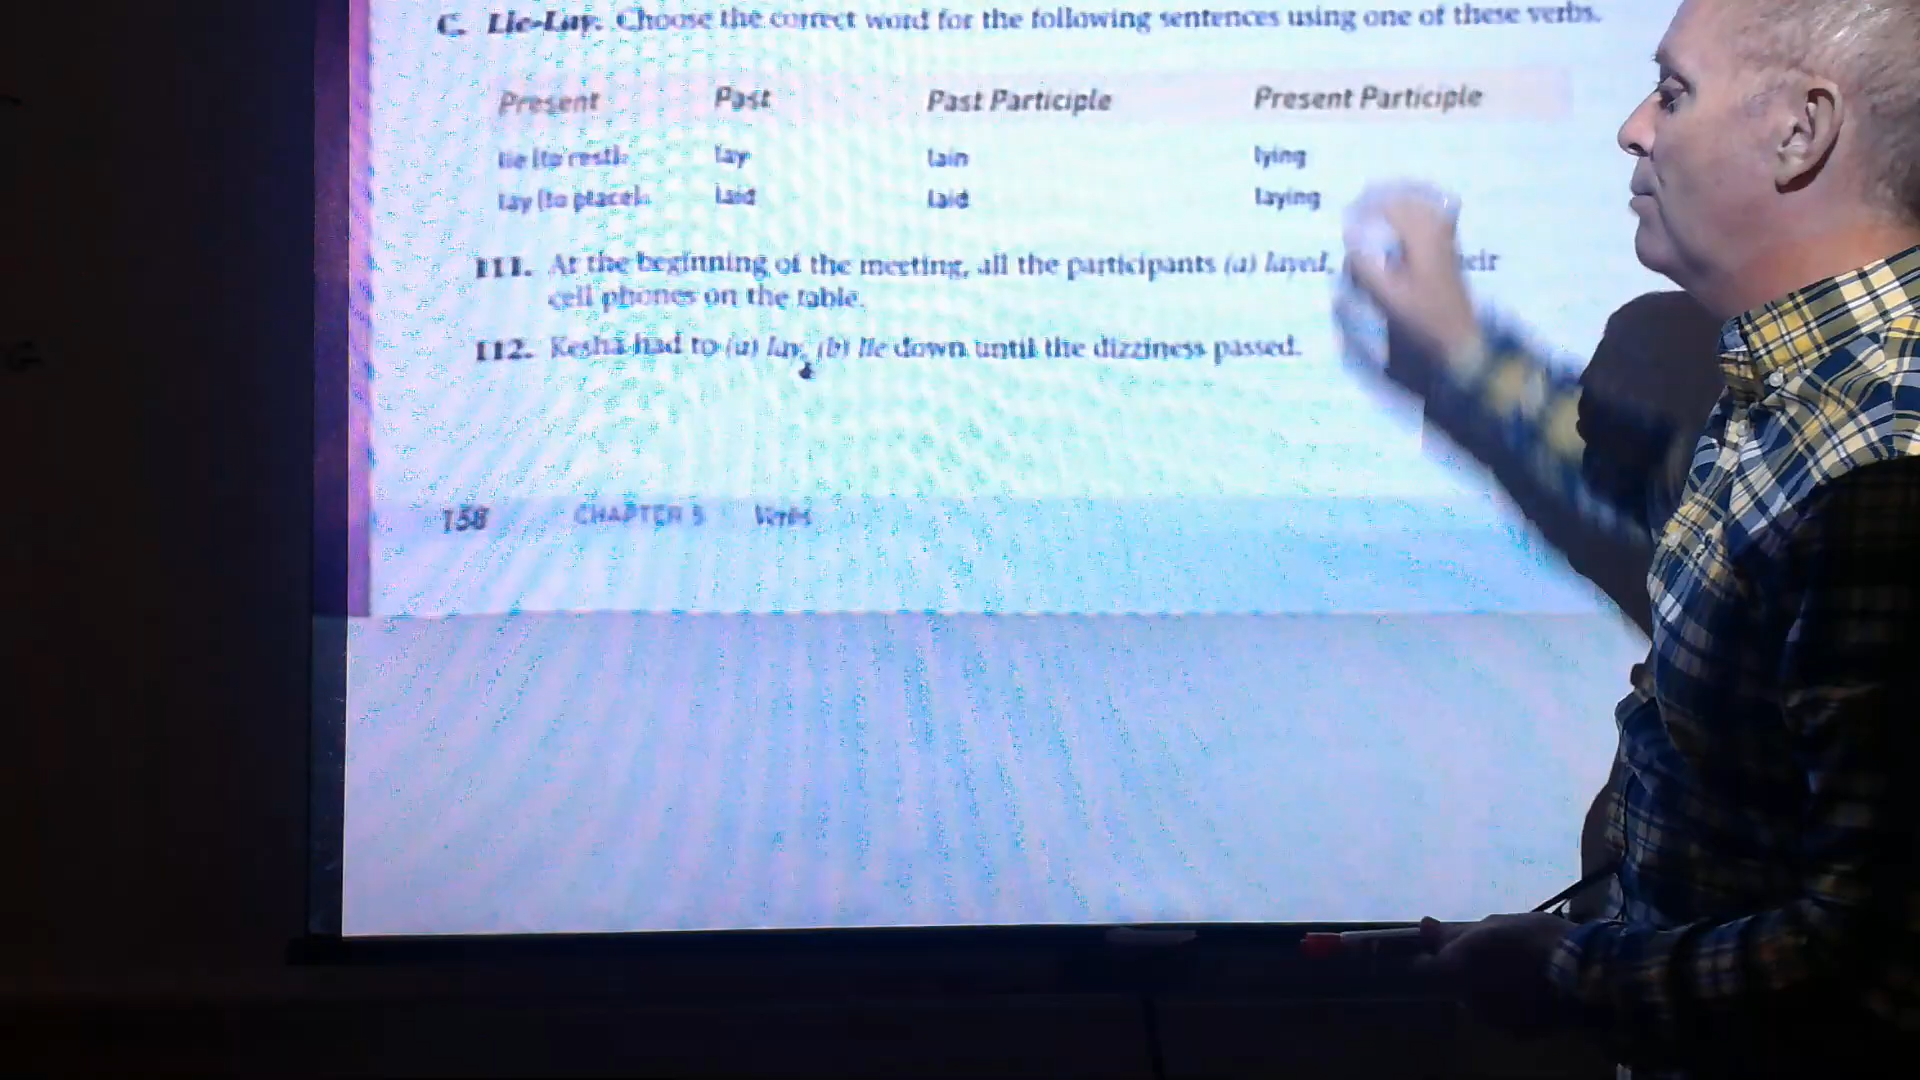 C. Lie-Lay. Choose the correct word for the following sentences using one of these verbs.
Present Past Past Participle Present Participle
lie (to rest) lay lain lying
lay (to place) laid laid laying
111. At the beginning of the meeting, all the participants (a) layed,
cell phones on the table.
112. Kesha had to (a) lay, (b) lie down until the dizziness passed.
158 CHAPTER 5 Verbs